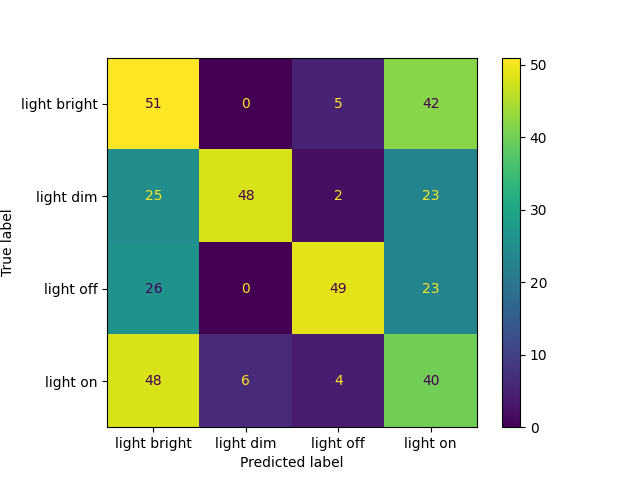 light bright 51 0 5 42
light dim 25 48 2 23
light off 26 0 49 23
light on 48 6 4 40
light bright light dim light off light on
Predicted label
True label
50
40
30
20
10
0